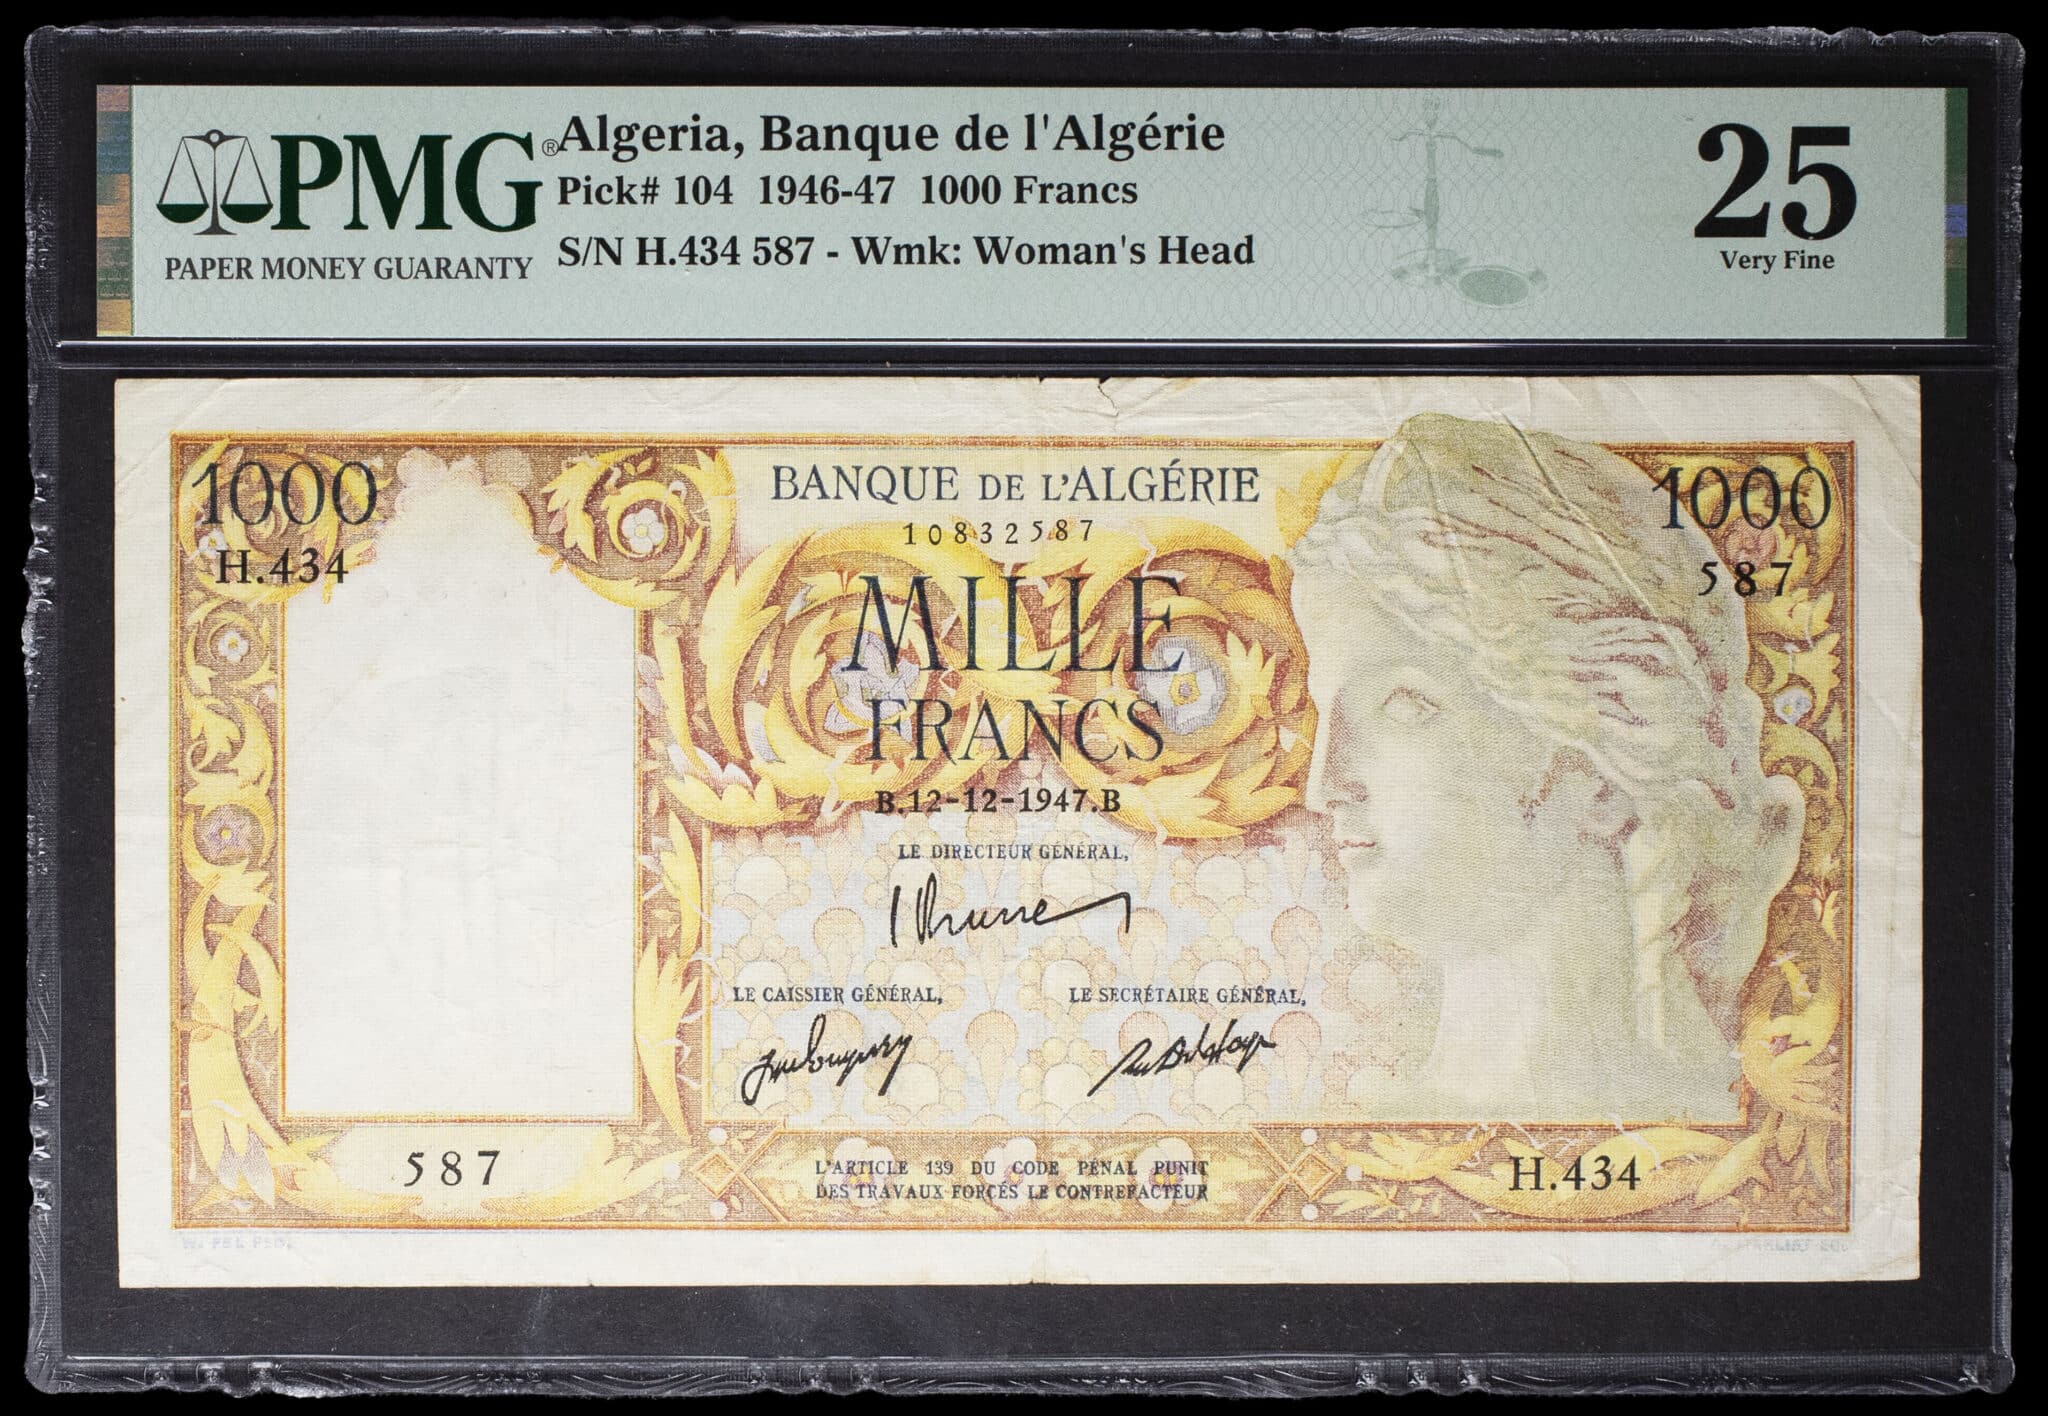 PMG®
PAPER MONEY GUARANTY
Algeria, Banque de l'Algérie
Pick# 104 1946-47 1000 Francs
S/N H.434 587 - Wmk: Woman's Head
25
Very Fine
1000
H.434
BANQUE DE L'ALGÉRIE
10832587
1000
587
MILLE
FRANCS
B.12-12-1947.B
LE DIRECTEUR GÉNÉRAL,
LE CAISSIER GÉNÉRAL,
LE SECRÉTAIRE GÉNÉRAL,
587
L'ARTICLE 139 DU CODE PÉNAL PUNIT
DES TRAVAUX FORCÉS LE CONTREFACTEUR
H.434